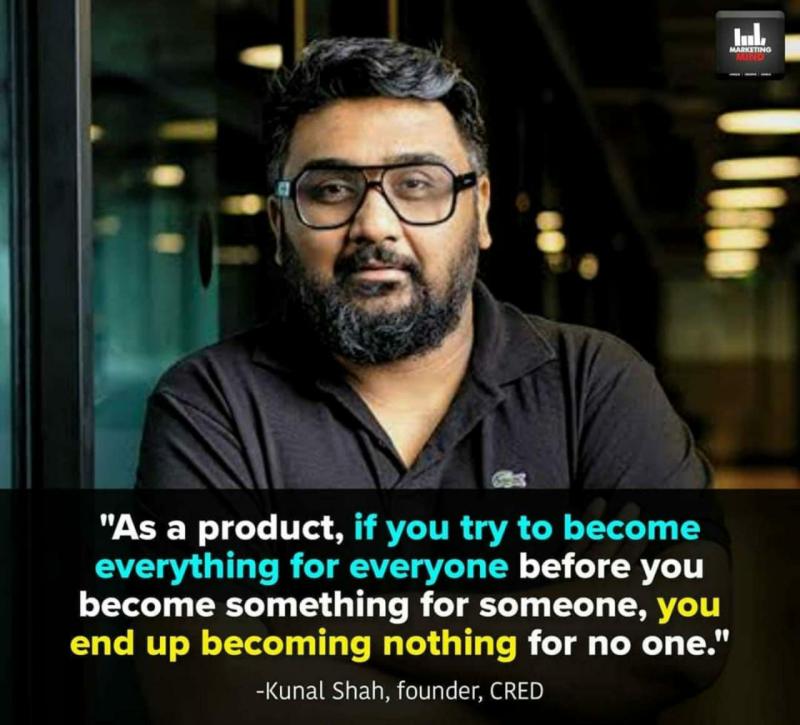 MARKETING
MIND
"As a product, if you try to become
everything for everyone before you
become something for someone, you
end up becoming nothing for no one."
-Kunal Shah, founder, CRED